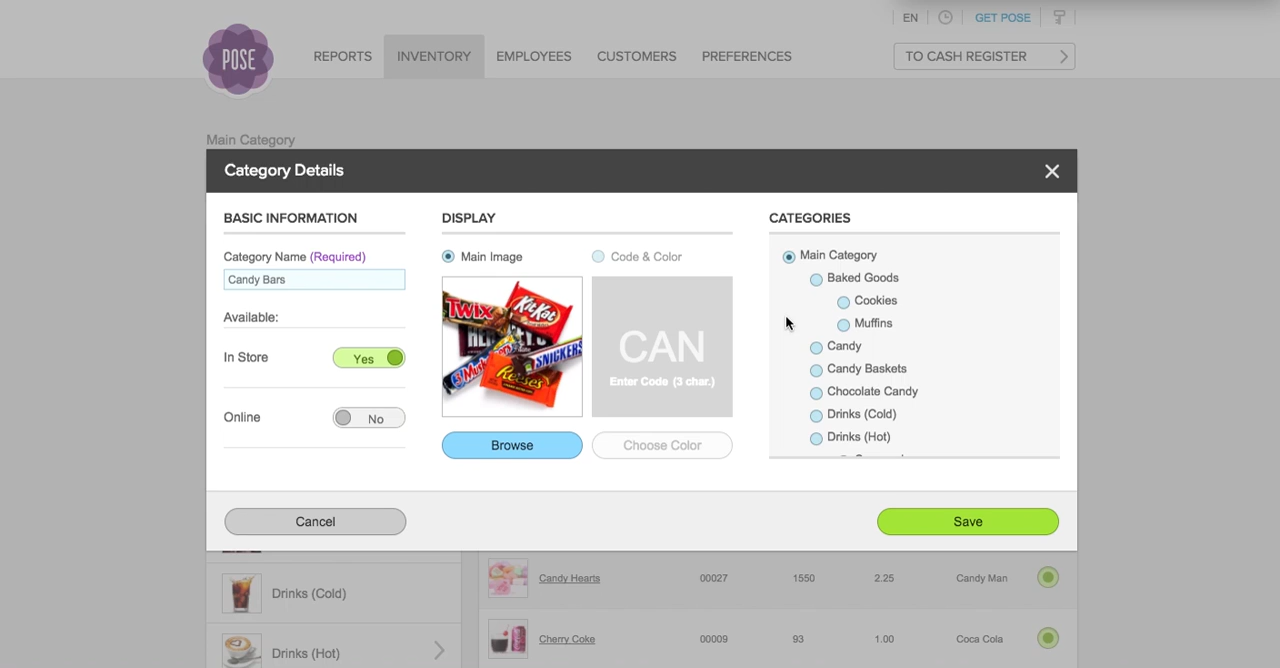 EN
GET POSE
POSE
REPORTS
INVENTORY
EMPLOYEES
CUSTOMERS
PREFERENCES
TO CASH REGISTER
Main Category
Category Details
BASIC INFORMATION
Category Name (Required)
Candy Bars
Available:
In Store
Yes
Online
No
DISPLAY
Main Image
Code & Color
TWIX
KitKat
SNICKERS
Reese's
CAN
Enter Code (3 char.)
Browse
Choose Color
CATEGORIES
Main Category
Baked Goods
Cookies
Muffins
Candy
Candy Baskets
Chocolate Candy
Drinks (Cold)
Drinks (Hot)
Cancel
Save
Drinks (Cold)
Drinks (Hot)
Candy Hearts 00027 1550 2.25 Candy Man
Cherry Coke 00009 93 1.00 Coca Cola